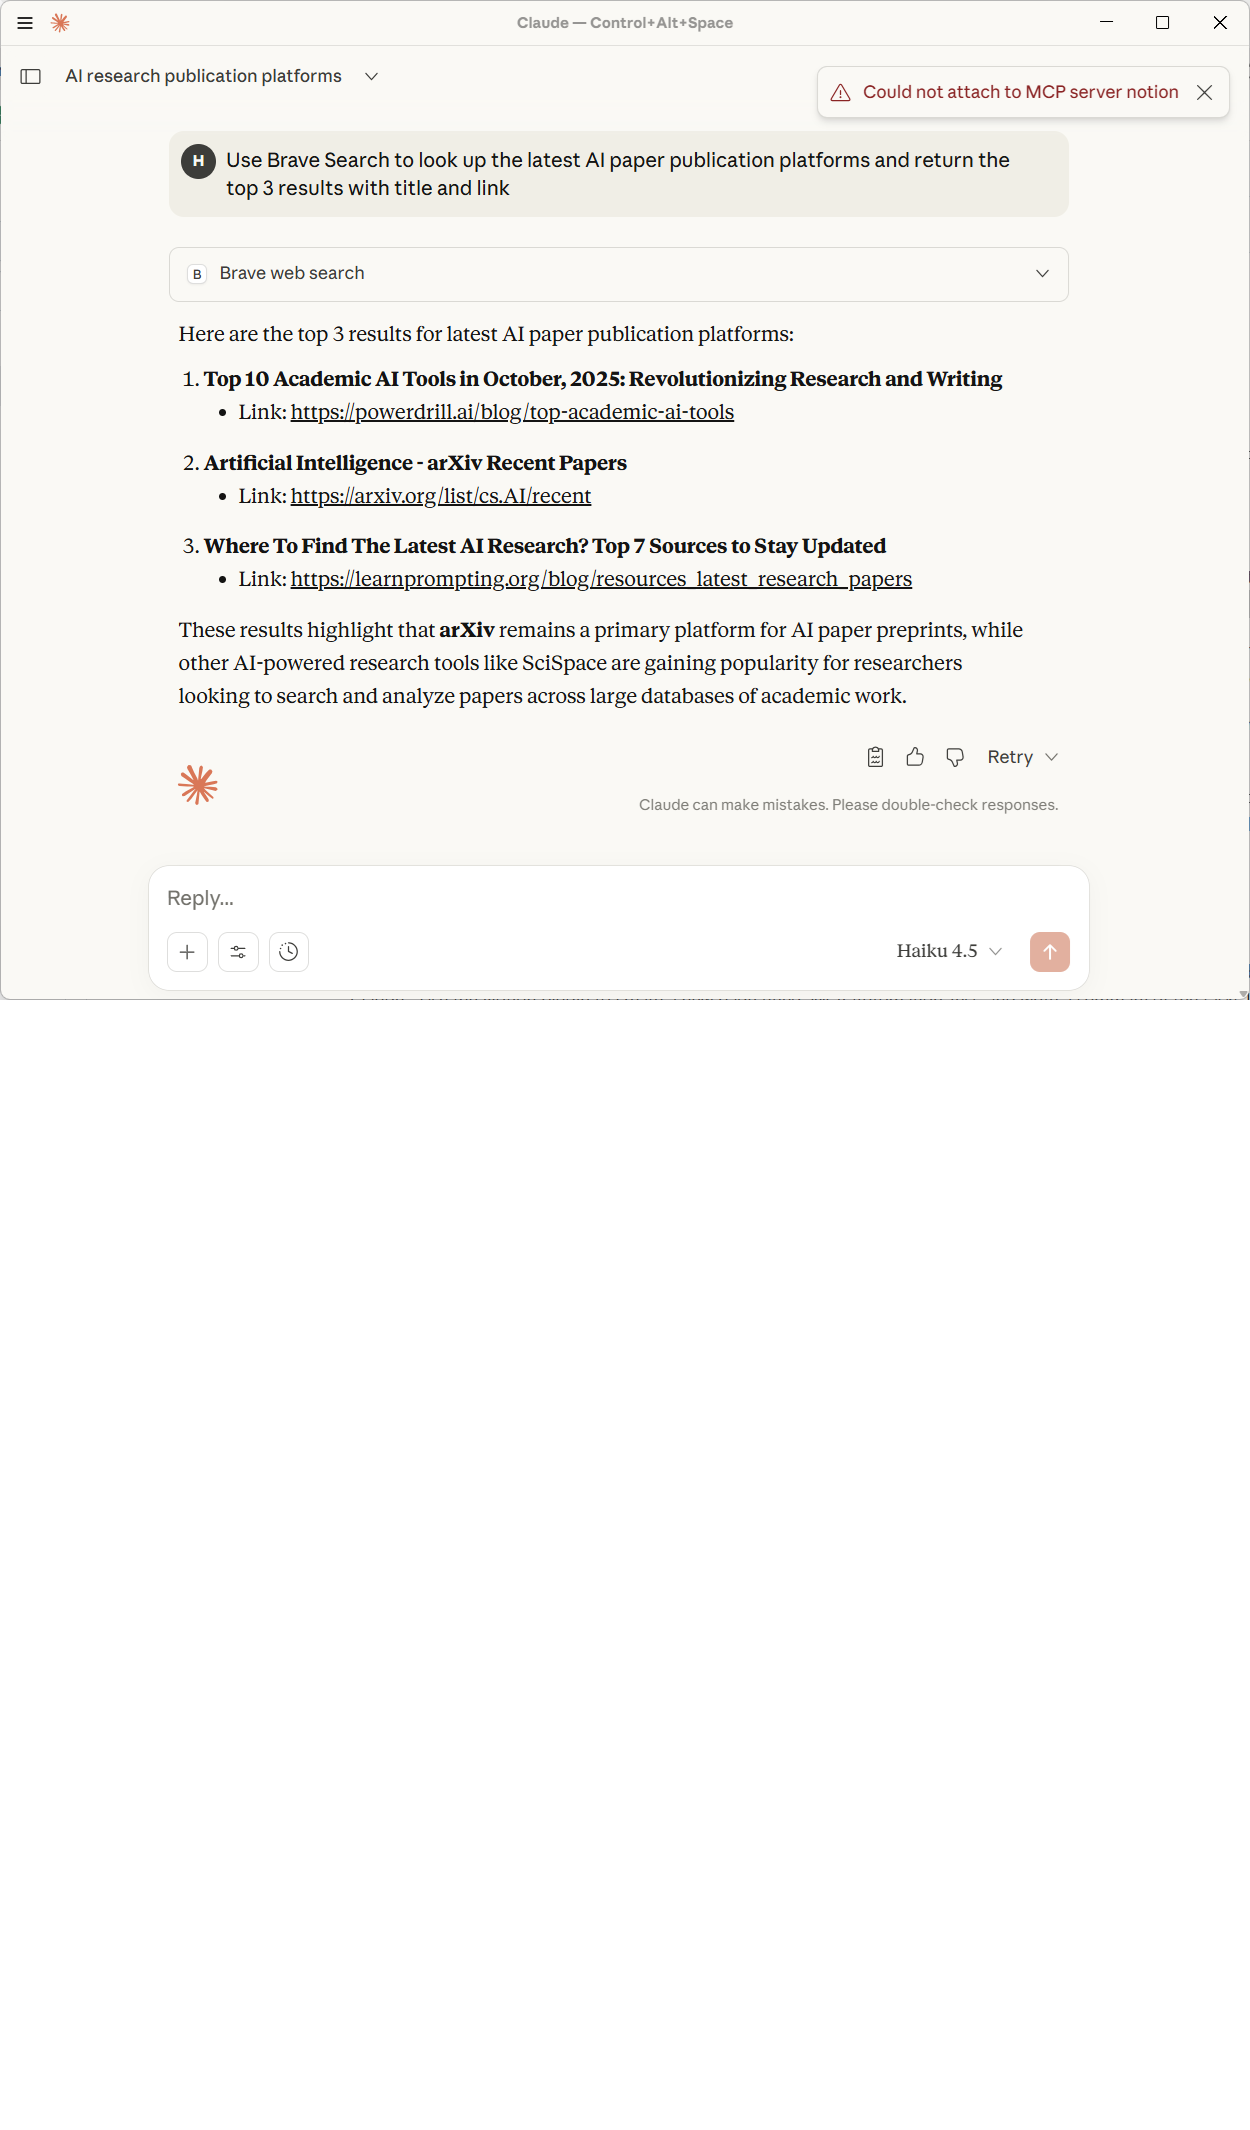 Claude — Control+Alt+Space
AI research publication platforms
Could not attach to MCP server notion
H
Use Brave Search to look up the latest AI paper publication platforms and return the
top 3 results with title and link
B Brave web search
Here are the top 3 results for latest AI paper publication platforms:
1. Top 10 Academic AI Tools in October, 2025: Revolutionizing Research and Writing
• Link: https://powerdrill.ai/blog/top-academic-ai-tools
2. Artificial Intelligence - arXiv Recent Papers
• Link: https://arxiv.org/list/cs.AI/recent
3. Where To Find The Latest AI Research? Top 7 Sources to Stay Updated
• Link: https://learnprompting.org/blog/resources_latest_research_papers
These results highlight that arXiv remains a primary platform for AI paper preprints, while
other AI-powered research tools like SciSpace are gaining popularity for researchers
looking to search and analyze papers across large databases of academic work.
Retry
Claude can make mistakes. Please double-check responses.
Reply...
Haiku 4.5